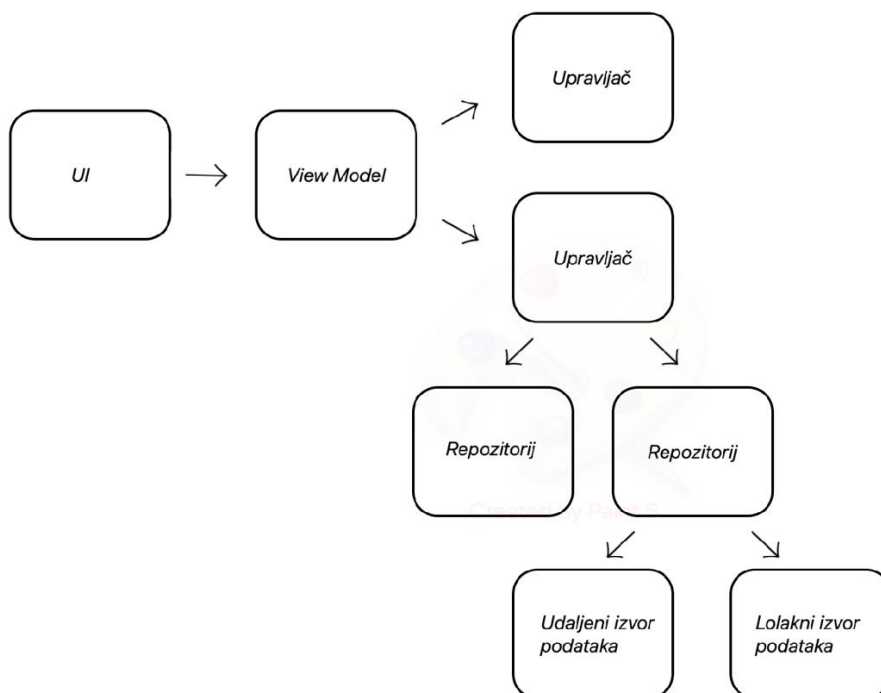 Upravljač
UI
View Model
Upravljač
Repozitorij
Repozitorij
Udaljeni izvor
podataka
Lolakni izvor
podataka